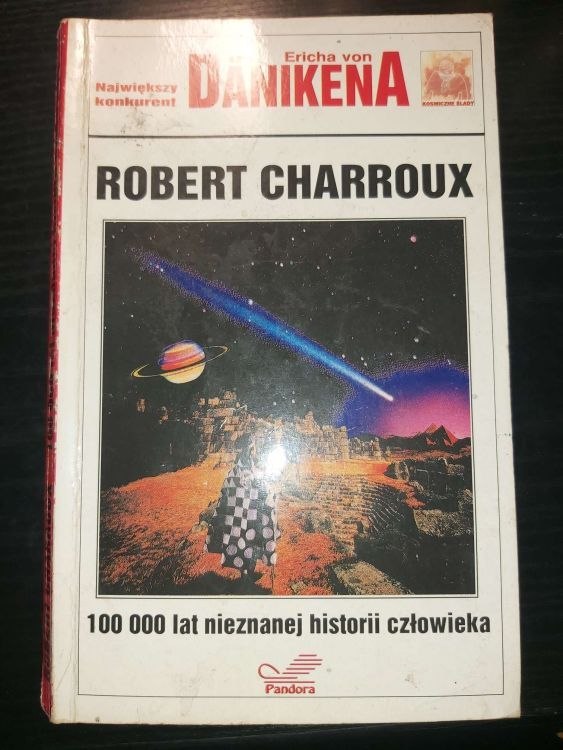 Ericha von
Największy
konkurent
DÄNIKENA
KOSMICZNE ŚLADY
ROBERT CHARROUX
100 000 lat nieznanej historii człowieka
Pandora